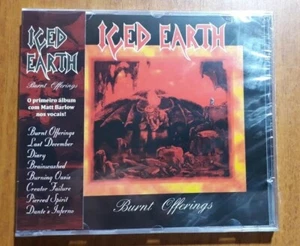 ICED
EARTH
Burnt Offerings
O primeiro álbum
com Matt Barlow
nos vocais!
Burnt Offerings
Last December
Diary
Brainwashed
Burning Oasis
Creator Failure
Pierced Spirit
Dante's Inferno
ICED EARTH
Burnt Offerings